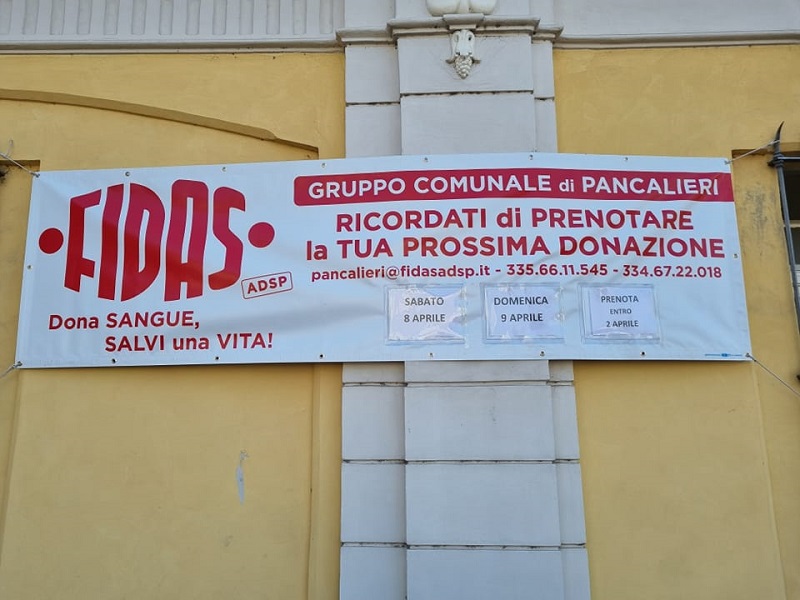 FIDAS
ADSP
Dona SANGUE,
SALVI una VITA!
GRUPPO COMUNALE di PANCALIERI
RICORDATI di PRENOTARE
la TUA PROSSIMA DONAZIONE
pancalieri@fidasadsp.it - 335.66.11.545 - 334.67.22.018
SABATO
8 APRILE
DOMENICA
9 APRILE
PRENOTA
ENTRO
2 APRILE